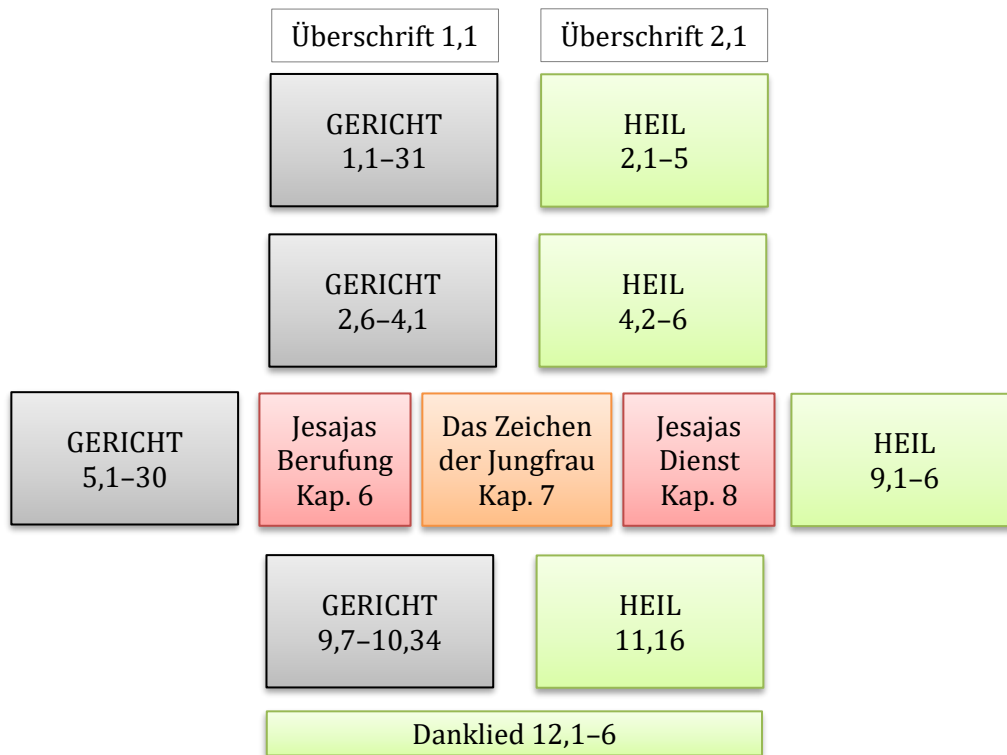 Überschrift 1,1
Überschrift 2,1
GERICHT
1,1–31
HEIL
2,1–5
GERICHT
2,6–4,1
HEIL
4,2–6
GERICHT
5,1–30
Jesajas
Berufung
Kap. 6
Das Zeichen
der Jungfrau
Kap. 7
Jesajas
Dienst
Kap. 8
HEIL
9,1–6
GERICHT
9,7–10,34
HEIL
11,16
Danklied 12,1–6